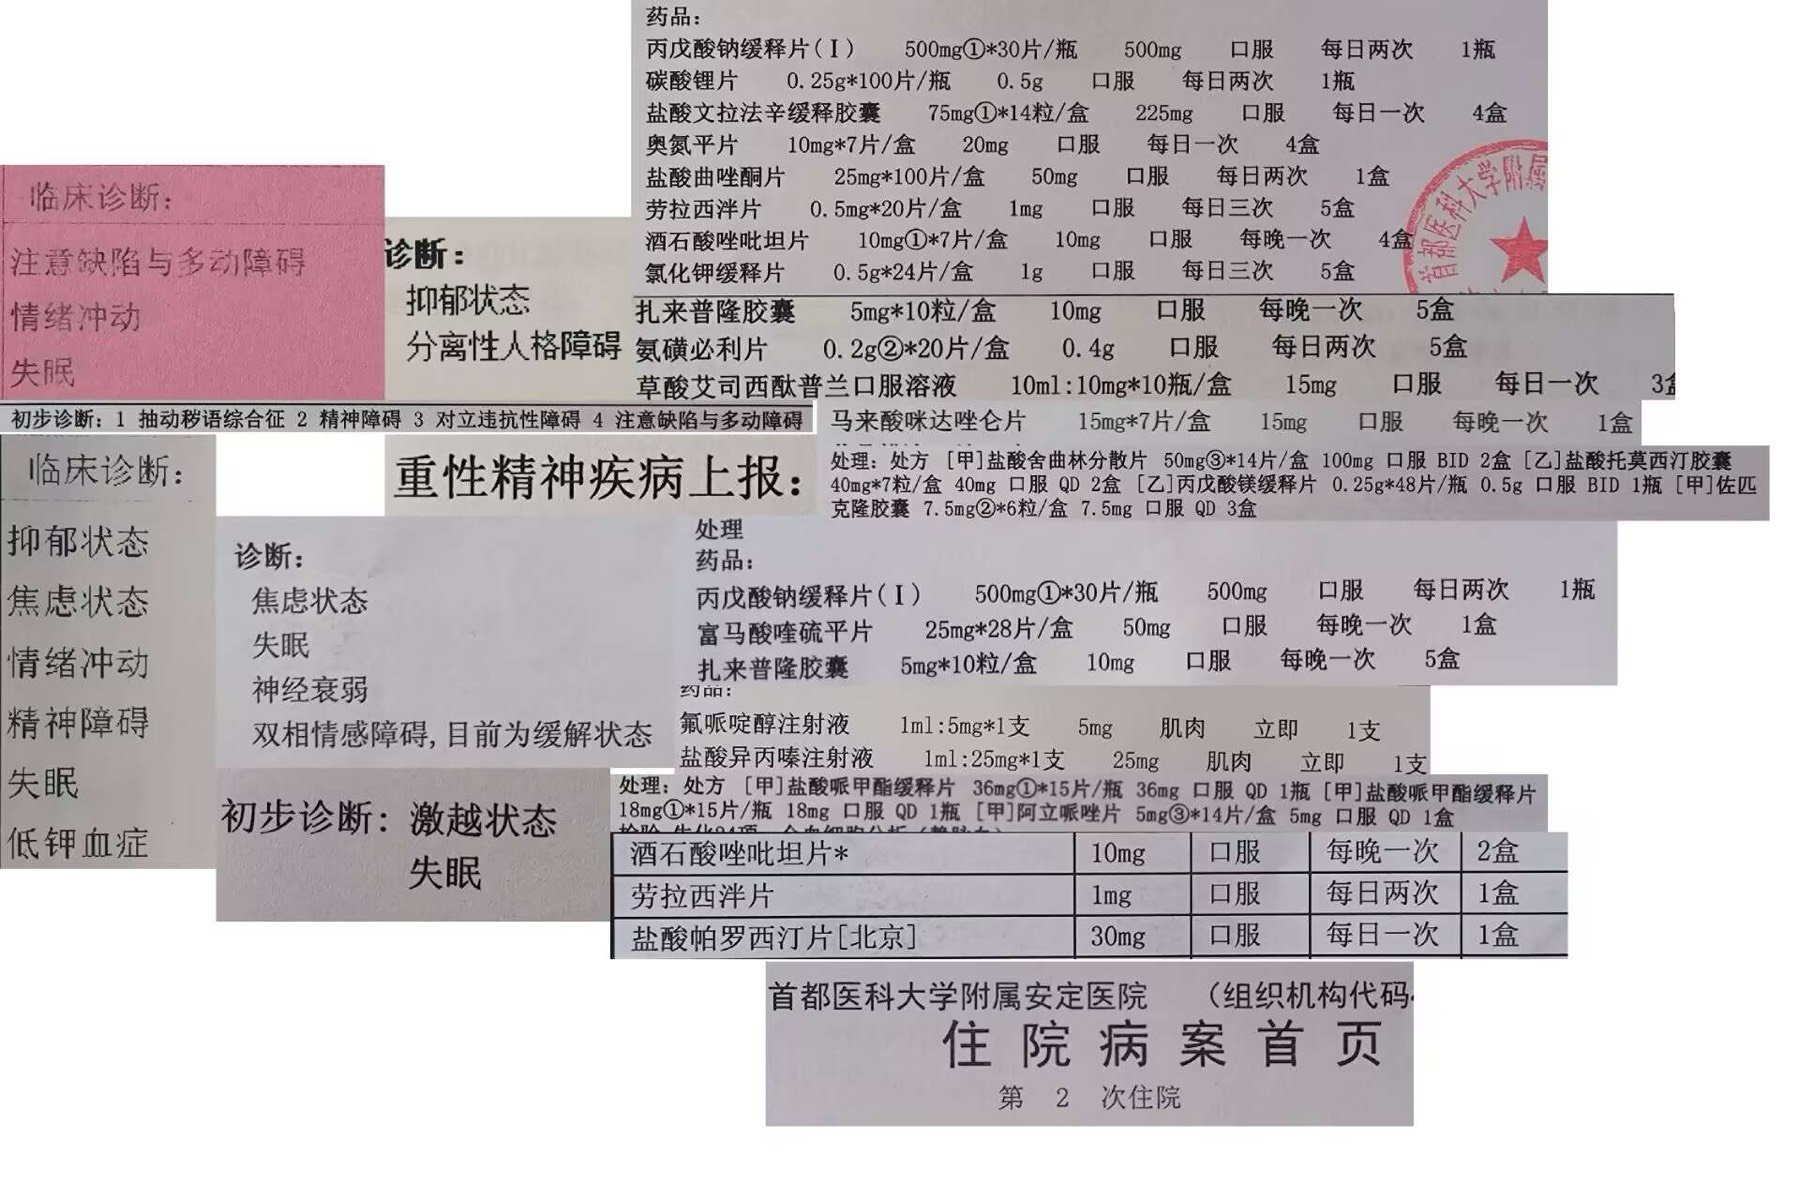 药品：
丙戊酸钠缓释片(Ⅰ) 500mg①*30片/瓶 500mg 口服 每日两次 1瓶
碳酸锂片 0.25g*100片/瓶 0.5g 口服 每日两次 1瓶
盐酸文拉法辛缓释胶囊 75mg①*14粒/盒 225mg 口服 每日一次 4盒
奥氮平片 10mg*7片/盒 20mg 口服 每日一次 4盒
盐酸曲唑酮片 25mg*100片/盒 50mg 口服 每日两次 1盒
劳拉西泮片 0.5mg*20片/盒 1mg 口服 每日三次 5盒
酒石酸唑吡坦片 10mg①*7片/盒 10mg 口服 每晚一次 4盒
氯化钾缓释片 0.5g*24片/盒 1g 口服 每日三次 5盒
首都医科大学附属
扎来普隆胶囊 5mg*10粒/盒 10mg 口服 每晚一次 5盒
氨磺必利片 0.2g②*20片/盒 0.4g 口服 每日两次 5盒
草酸艾司西酞普兰口服溶液 10ml:10mg*10瓶/盒 15mg 口服 每日一次 3
马来酸咪达唑仑片 15mg*7片/盒 15mg 口服 每晚一次 1盒
临床诊断：
注意缺陷与多动障碍
情绪冲动
失眠
诊断：
抑郁状态
分离性人格障碍
初步诊断：1 抽动秽语综合征 2 精神障碍 3 对立违抗性障碍 4 注意缺陷与多动障碍
重性精神疾病上报：
处理：处方 [甲]盐酸舍曲林分散片 50mg③*14片/盒 100mg 口服 BID 2盒 [乙]盐酸托莫西汀胶囊
40mg*7粒/盒 40mg 口服 QD 2盒 [乙]丙戊酸镁缓释片 0.25g*48片/瓶 0.5g 口服 BID 1瓶 [甲]佐匹
克隆胶囊 7.5mg②*6粒/盒 7.5mg 口服 QD 3盒
临床诊断：
抑郁状态
焦虑状态
情绪冲动
精神障碍
失眠
低钾血症
诊断：
焦虑状态
失眠
神经衰弱
双相情感障碍,目前为缓解状态
处理
药品：
丙戊酸钠缓释片(Ⅰ) 500mg①*30片/瓶 500mg 口服 每日两次 1瓶
富马酸喹硫平片 25mg*28片/盒 50mg 口服 每晚一次 1盒
扎来普隆胶囊 5mg*10粒/盒 10mg 口服 每晚一次 5盒
药品：
氟哌啶醇注射液 1ml:5mg*1支 5mg 肌肉 立即 1支
盐酸异丙嗪注射液 1ml:25mg*1支 25mg 肌肉 立即 1支
初步诊断：激越状态
失眠
处理：处方 [甲]盐酸哌甲酯缓释片 36mg①*15片/瓶 36mg 口服 QD 1瓶 [甲]盐酸哌甲酯缓释片
18mg①*15片/瓶 18mg 口服 QD 1瓶 [甲]阿立哌唑片 5mg③*14片/盒 5mg 口服 QD 1盒
酒石酸唑吡坦片* 10mg 口服 每晚一次 2盒
劳拉西泮片 1mg 口服 每日两次 1盒
盐酸帕罗西汀片[北京] 30mg 口服 每日一次 1盒
首都医科大学附属安定医院 (组织机构代码
住院病案首页
第 2 次住院